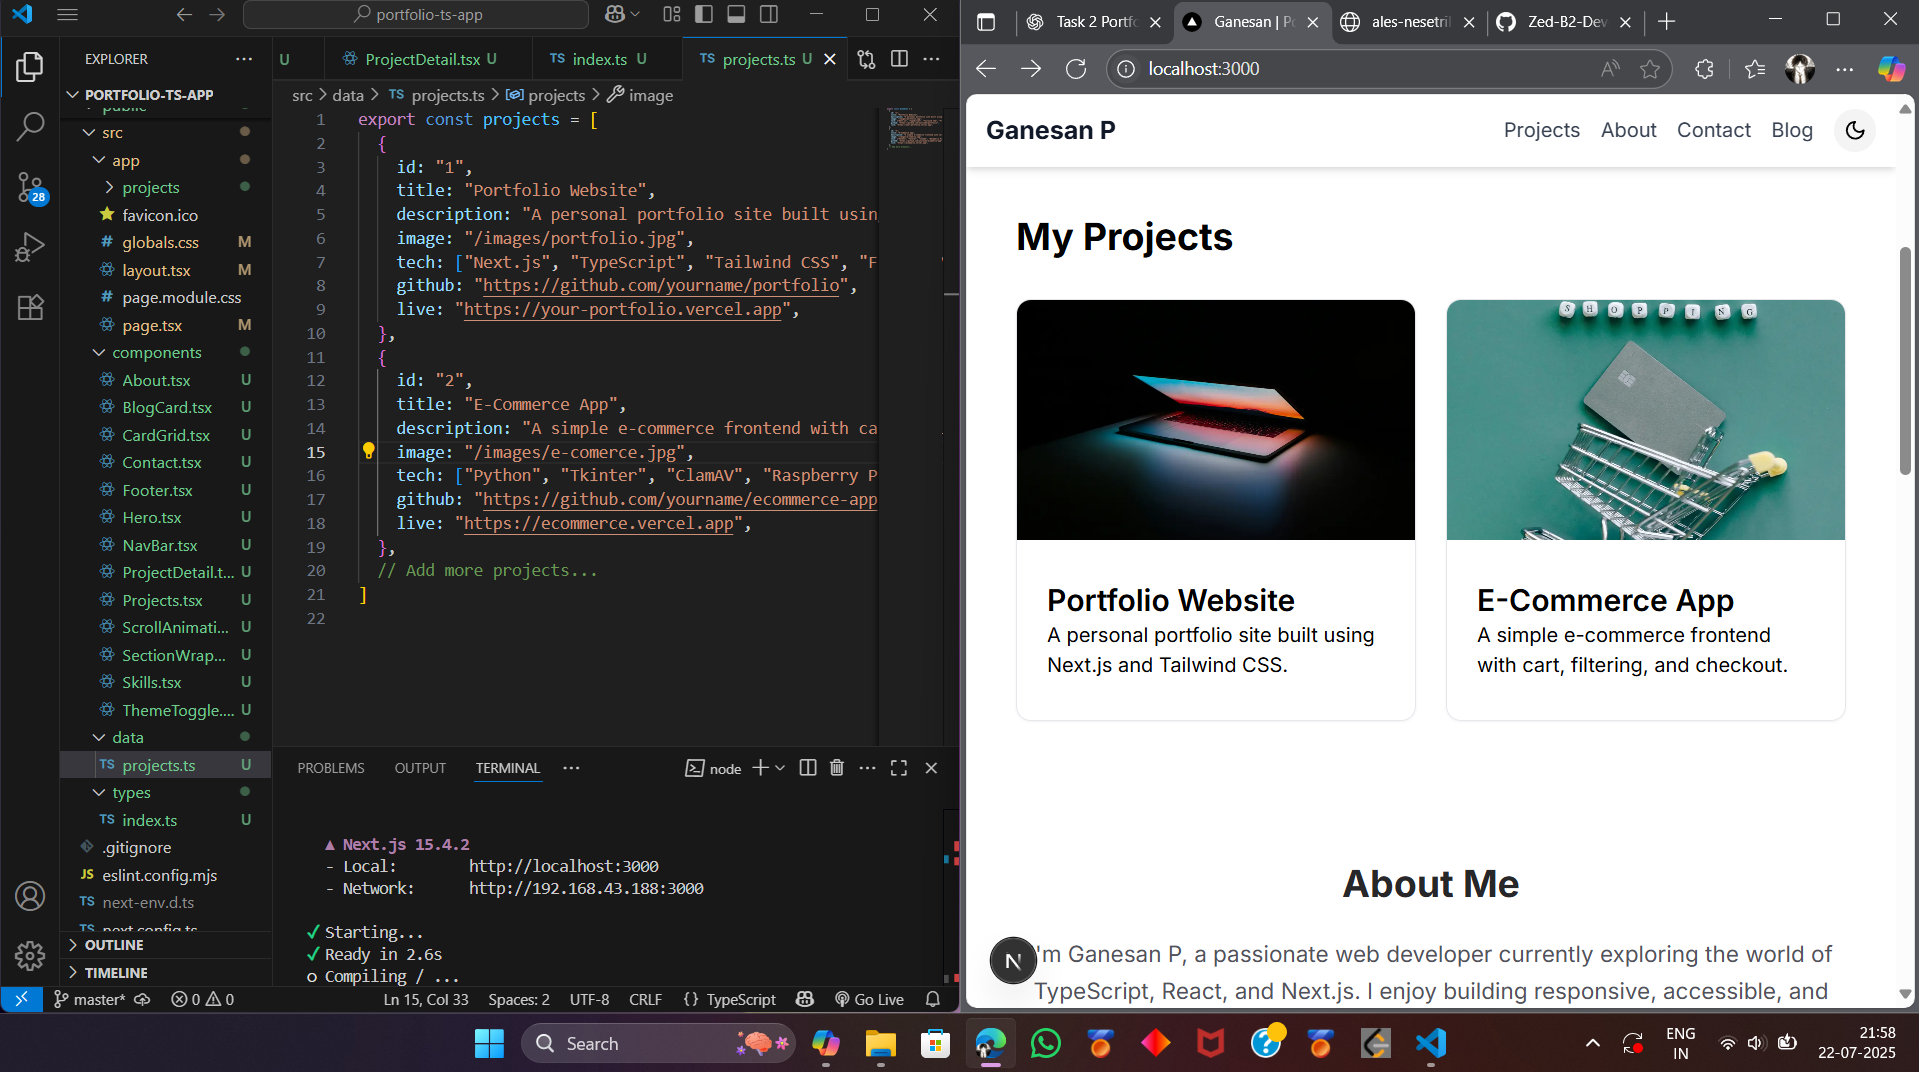 portfolio-ts-app
Task 2 Portfo
Ganesan | Po
ales-nesetril
Zed-B2-Dev
EXPLORER
U
ProjectDetail.tsx U
TS index.ts U
TS projects.ts U
localhost:3000
PORTFOLIO-TS-APP
public
src
app
projects
favicon.ico
# globals.css M
layout.tsx M
# page.module.css
page.tsx M
components
About.tsx U
BlogCard.tsx U
CardGrid.tsx U
Contact.tsx U
Footer.tsx U
Hero.tsx U
NavBar.tsx U
ProjectDetail.t... U
Projects.tsx U
ScrollAnimati... U
SectionWrap... U
Skills.tsx U
ThemeToggle.... U
data
TS projects.ts U
types
TS index.ts U
.gitignore
JS eslint.config.mjs
TS next-env.d.ts
TS next.config.ts
OUTLINE
TIMELINE
28
src > data > TS projects.ts > projects > image
1 export const projects = [
2 {
3 id: "1",
4 title: "Portfolio Website",
5 description: "A personal portfolio site built usin
6 image: "/images/portfolio.jpg",
7 tech: ["Next.js", "TypeScript", "Tailwind CSS", "F
8 github: "https://github.com/yourname/portfolio",
9 live: "https://your-portfolio.vercel.app",
10 },
11 {
12 id: "2",
13 title: "E-Commerce App",
14 description: "A simple e-commerce frontend with ca
15 image: "/images/e-comerce.jpg",
16 tech: ["Python", "Tkinter", "ClamAV", "Raspberry P
17 github: "https://github.com/yourname/ecommerce-app
18 live: "https://ecommerce.vercel.app",
19 },
20 // Add more projects...
21 ]
22
PROBLEMS OUTPUT TERMINAL ... node
▲ Next.js 15.4.2
- Local: http://localhost:3000
- Network: http://192.168.43.188:3000
✓ Starting...
✓ Ready in 2.6s
o Compiling / ...
master* 0 0 Ln 15, Col 33 Spaces: 2 UTF-8 CRLF {} TypeScript Go Live
Ganesan P
Projects About Contact Blog
My Projects
SHOPPING
Portfolio Website
A personal portfolio site built using
Next.js and Tailwind CSS.
E-Commerce App
A simple e-commerce frontend
with cart, filtering, and checkout.
About Me
'm Ganesan P, a passionate web developer currently exploring the world of
TypeScript, React, and Next.js. I enjoy building responsive, accessible, and
N
Search
ENG
IN
21:58
22-07-2025